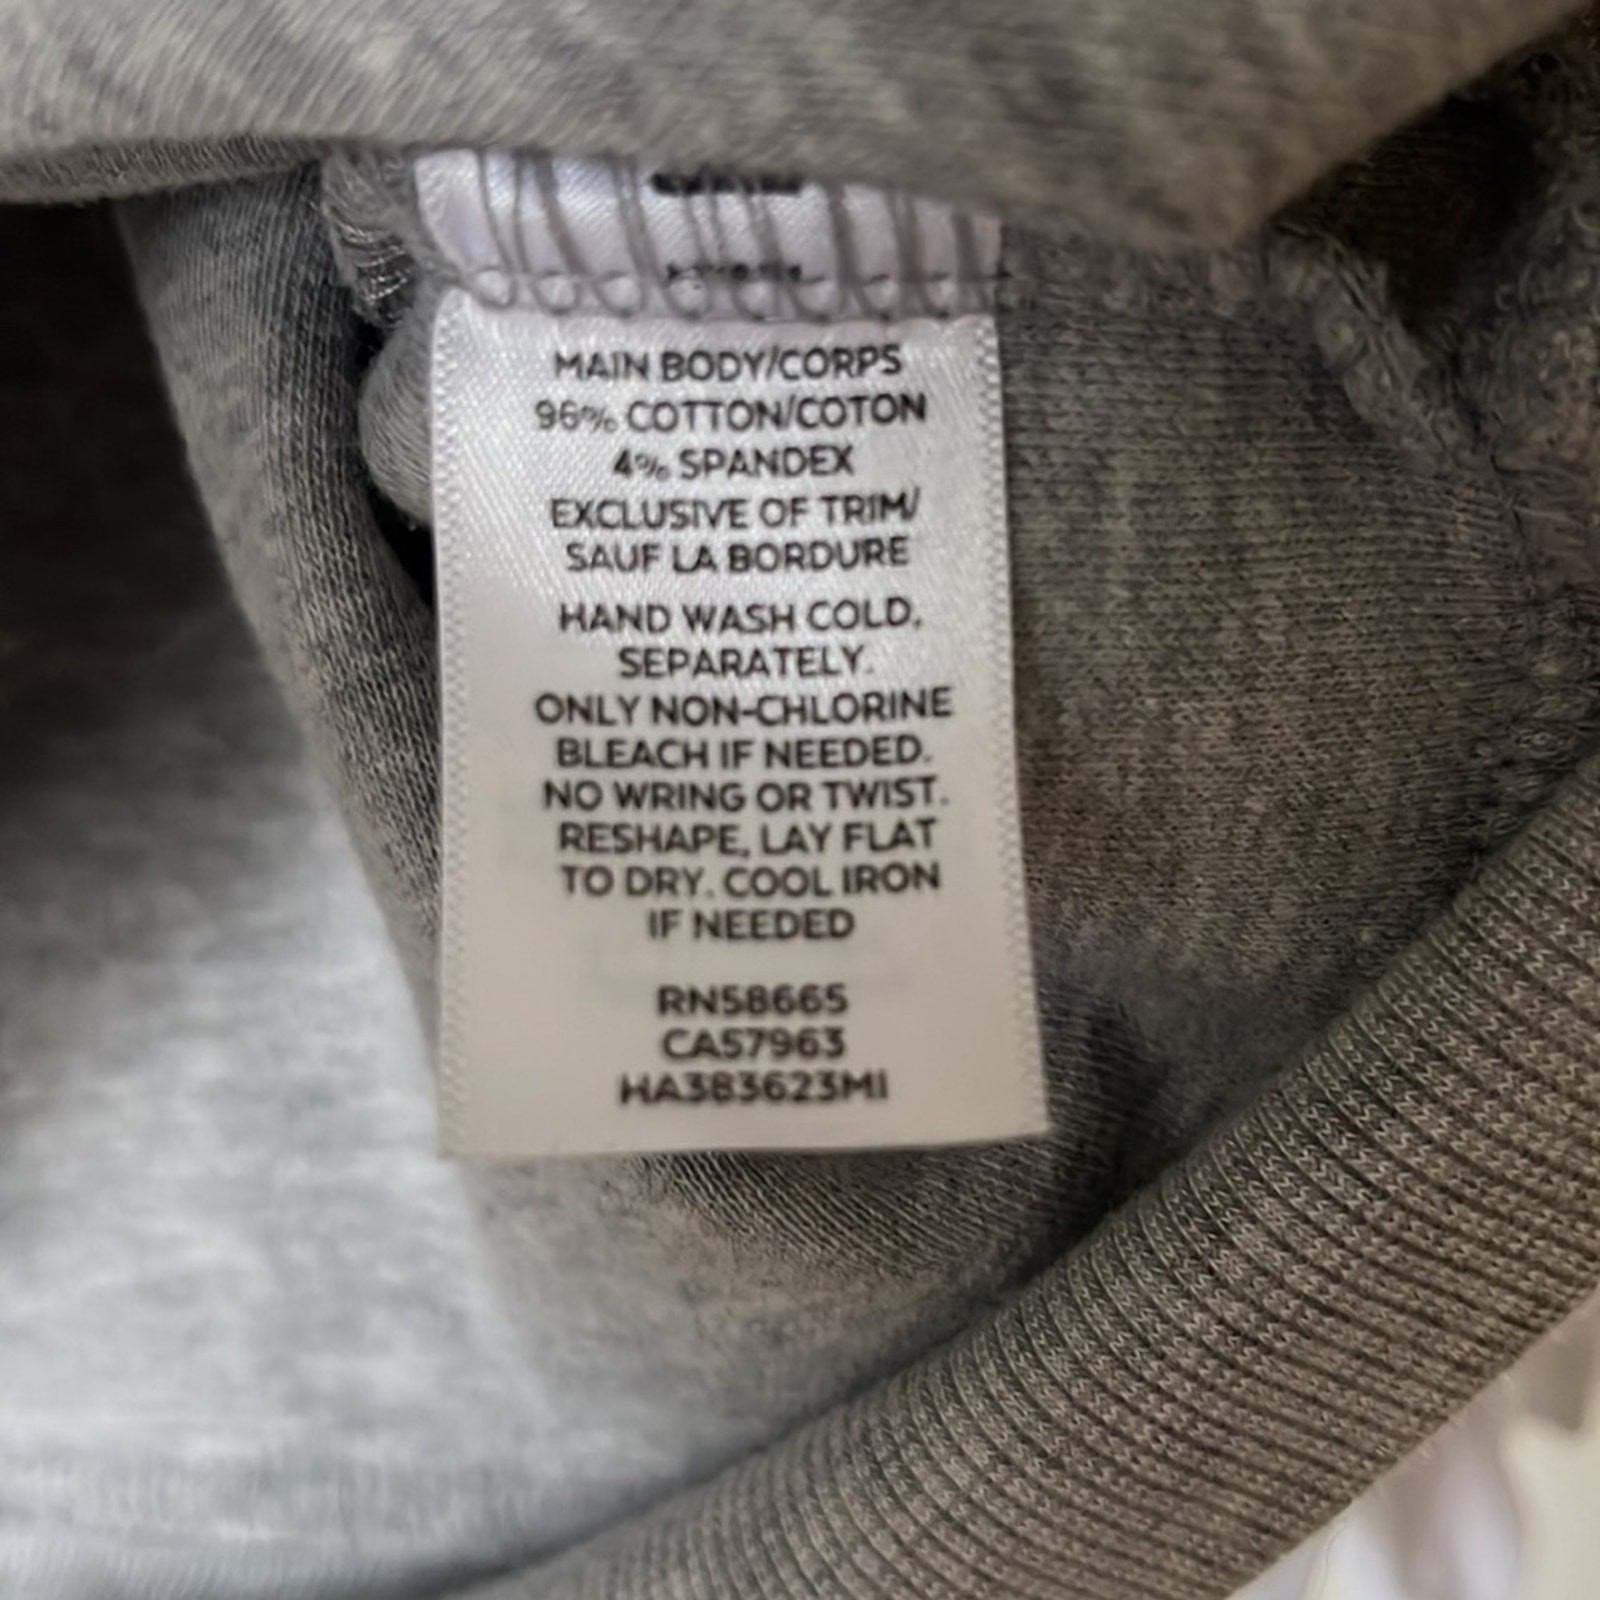 MAIN BODY/CORPS
96% COTTON/COTON
4% SPANDEX
EXCLUSIVE OF TRIM/
SAUF LA BORDURE
HAND WASH COLD,
SEPARATELY.
ONLY NON-CHLORINE
BLEACH IF NEEDED.
NO WRING OR TWIST.
RESHAPE, LAY FLAT
TO DRY. COOL IRON
IF NEEDED
RN58665
CA57963
HA383623MI